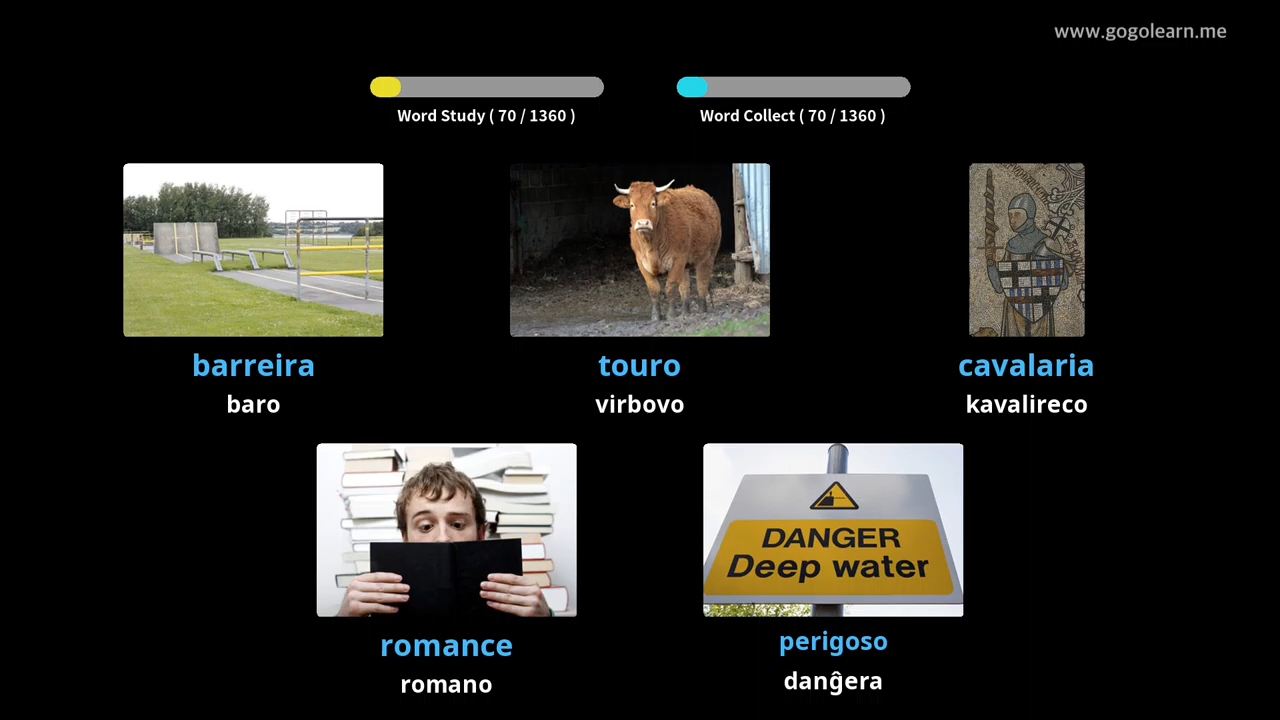 www.gogolearn.me
Word Study ( 70 / 1360 )
Word Collect ( 70 / 1360 )
barreira
baro
touro
virbovo
cavalaria
kavalireco
DANGER
Deep water
romance
romano
perigoso
danĝera